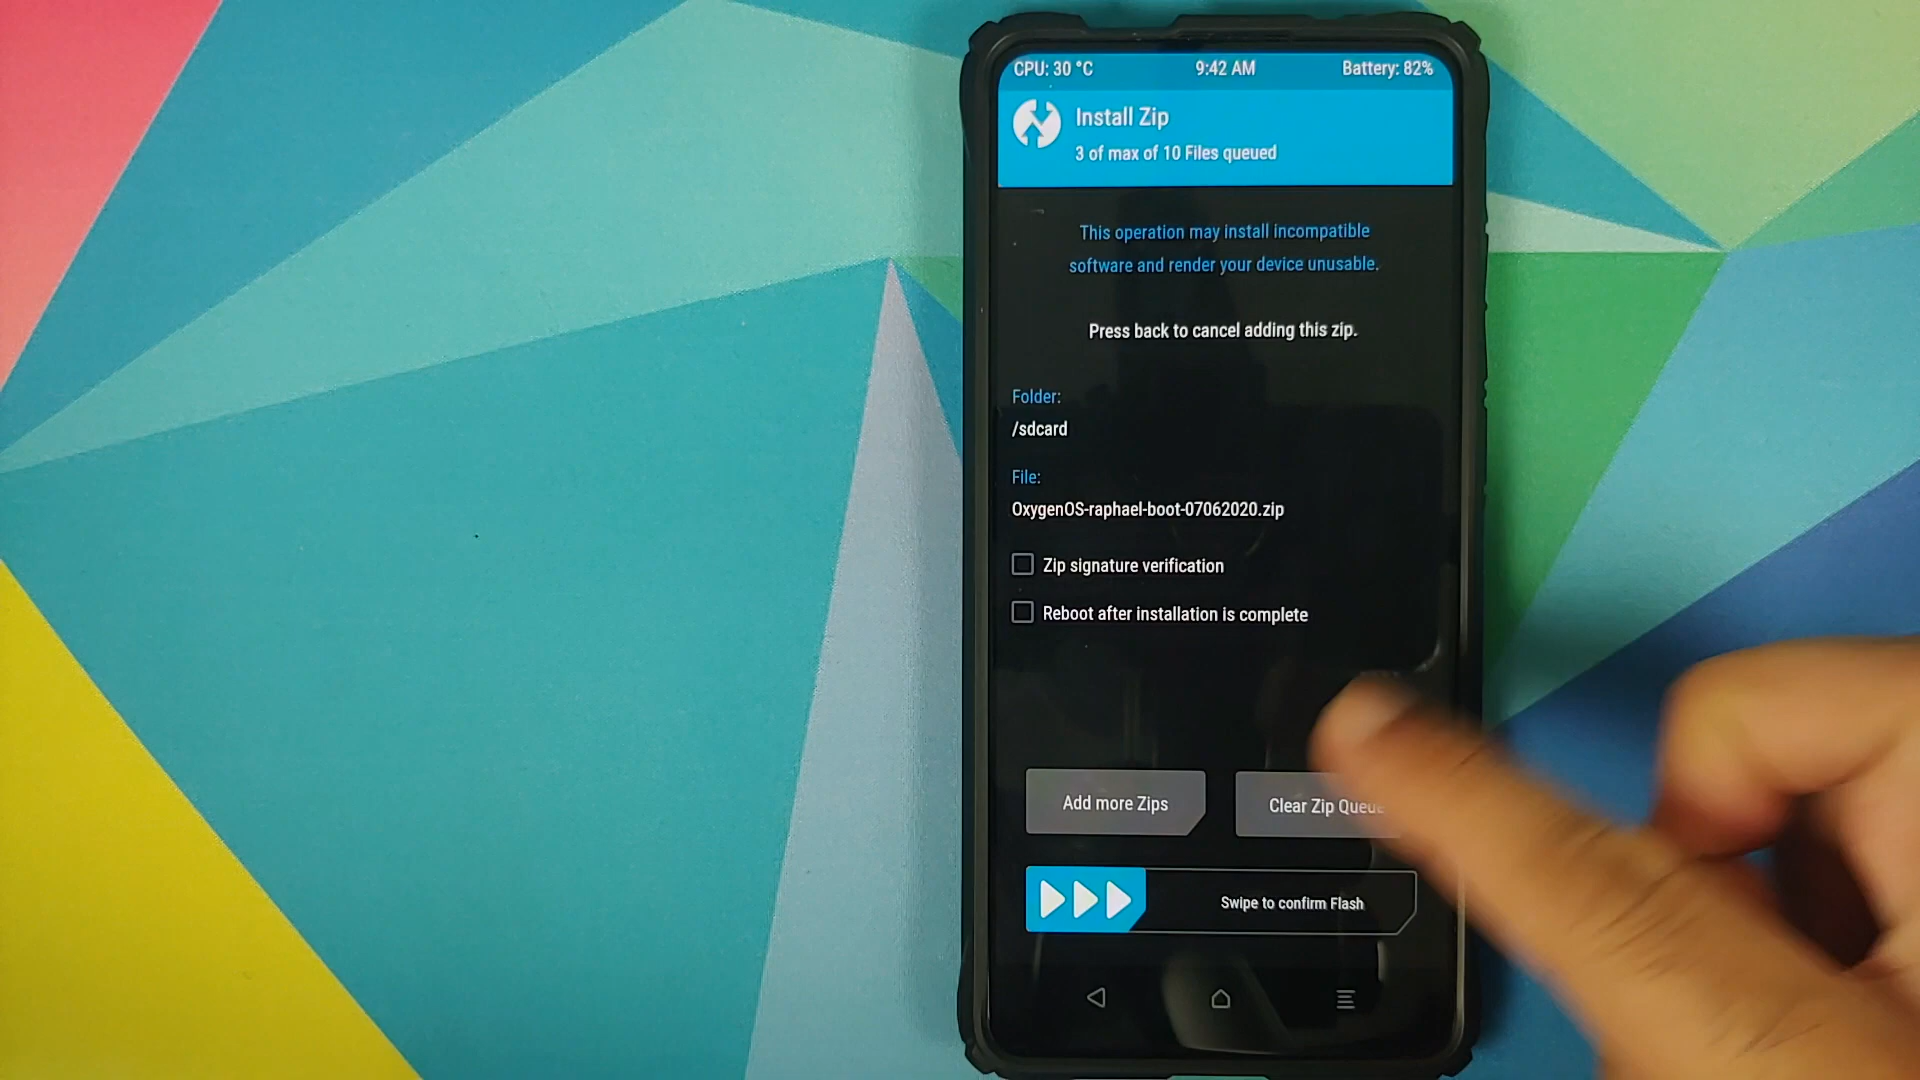 CPU: 30 °C 9:42 AM Battery: 82%
Install Zip
3 of max of 10 Files queued
This operation may install incompatible
software and render your device unusable.
Press back to cancel adding this zip.
Folder:
/sdcard
File:
OxygenOS-raphael-boot-07062020.zip
Zip signature verification
Reboot after installation is complete
Add more Zips Clear Zip Queue
Swipe to confirm Flash